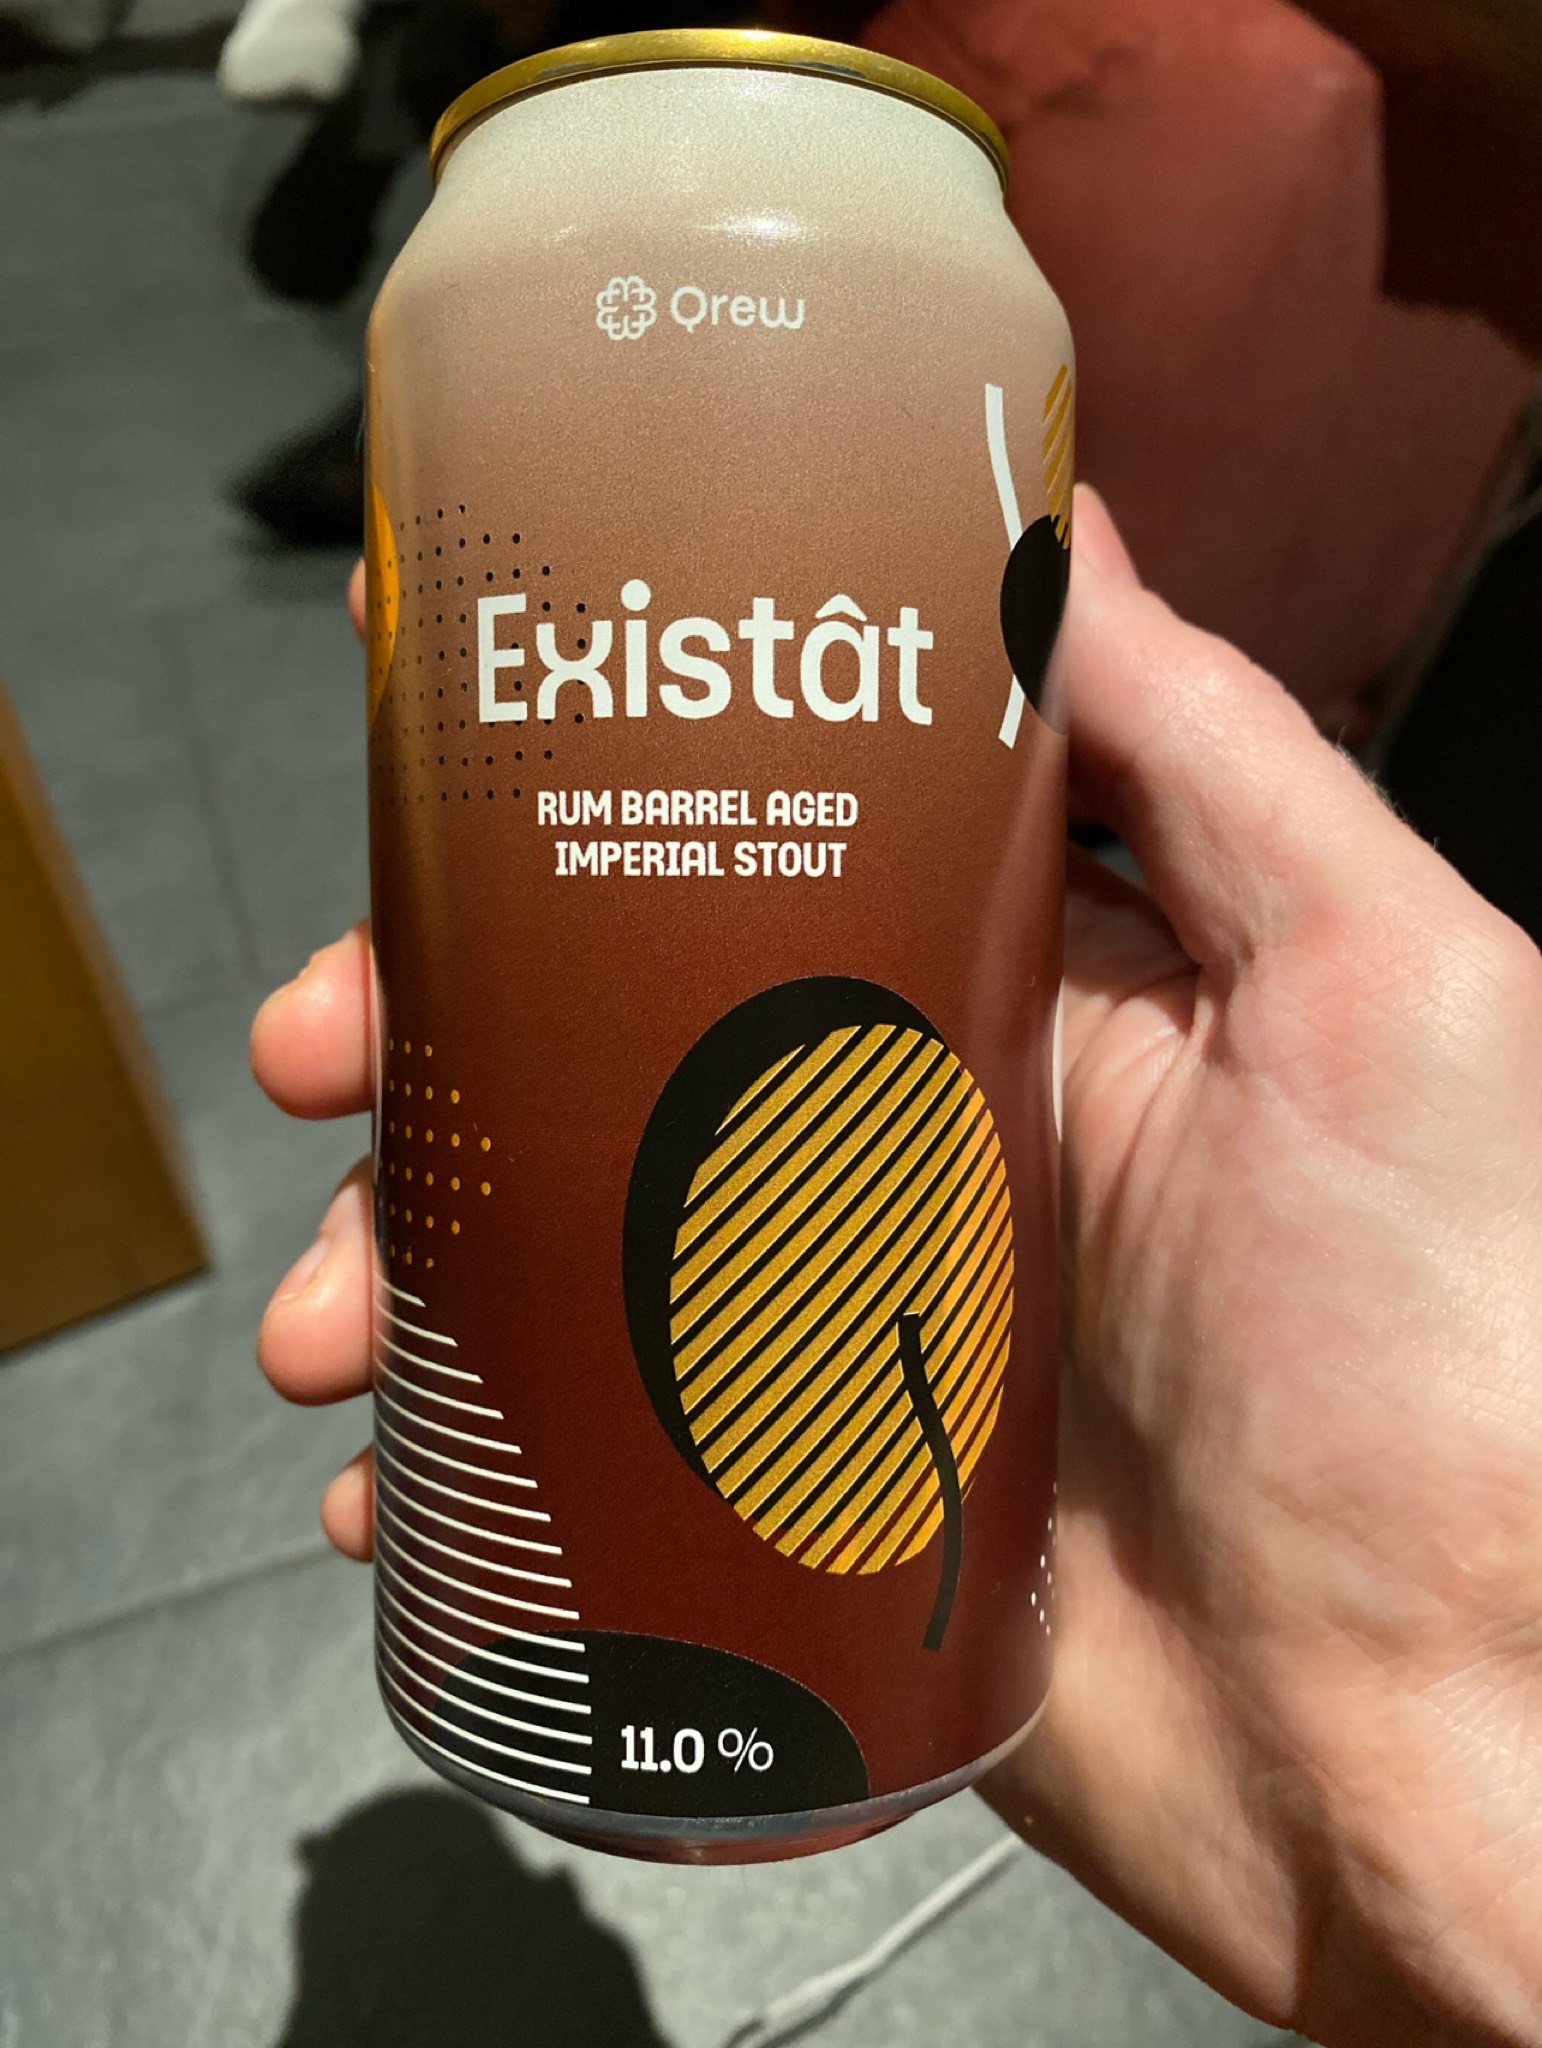 Qrew
Existât
RUM BARREL AGED
IMPERIAL STOUT
11.0 %